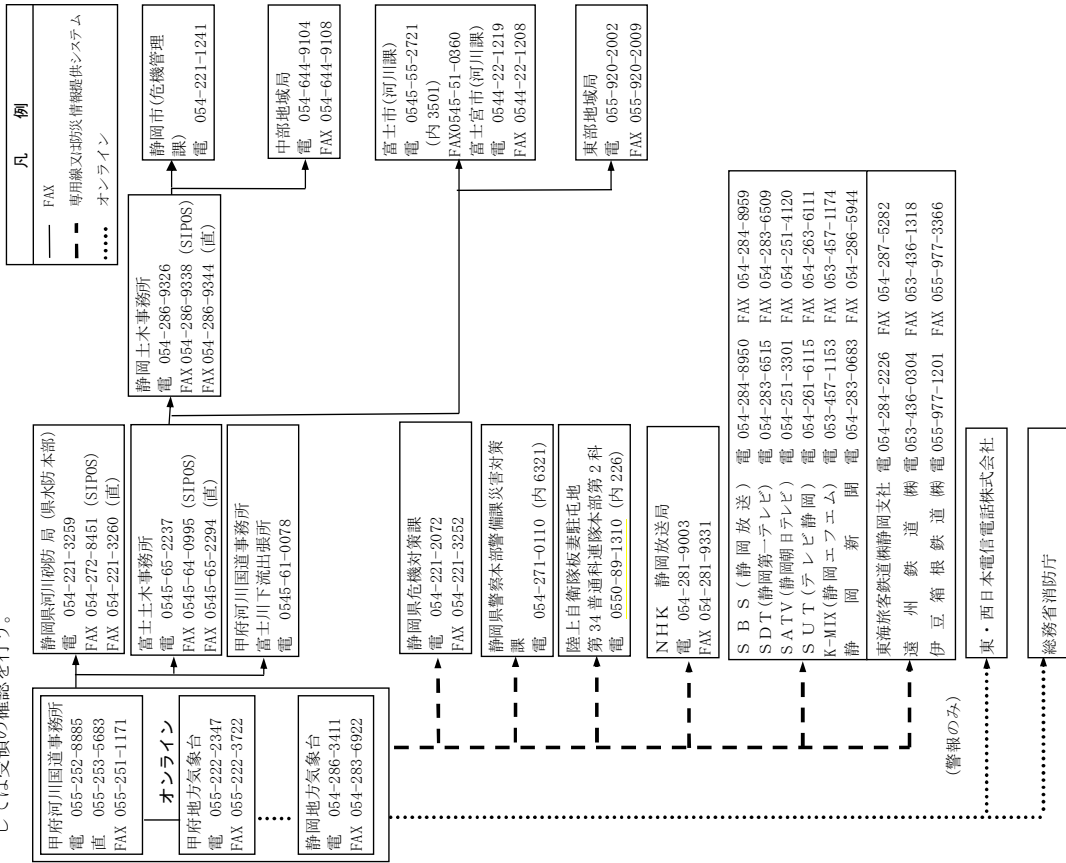 しては受領の確認を行う。
凡　例
FAX
専用線又は防災情報提供システム
オンライン
甲府河川国道事務所
電　055-252-8885
直　055-253-5683
FAX 055-251-1171
オンライン
甲府地方気象台
電　055-222-2347
FAX 055-222-3722
静岡地方気象台
電　054-286-3411
FAX 054-283-6922
静岡県河川砂防局（県水防本部）
電　054-221-3259
FAX 054-272-8451 (SIPOS)
FAX 054-221-3260（直）
富士土木事務所
電　0545-65-2237
FAX 0545-64-0995 (SIPOS)
FAX 0545-65-2294（直）
甲府河川国道事務所
富士川下流出張所
電　0545-61-0078
静岡土木事務所
電　054-286-9326
FAX 054-286-9338 (SIPOS)
FAX 054-286-9344（直）
静岡市(危機管理
課)
電　054-221-1241
中部地域局
電　054-644-9104
FAX 054-644-9108
富士市(河川課)
電　0545-55-2721
(内 3501)
FAX0545-51-0360
富士宮市(河川課)
電　0544-22-1219
FAX 0544-22-1208
東部地域局
電　055-920-2002
FAX 055-920-2009
静岡県危機対策課
電　054-221-2072
FAX 054-221-3252
静岡県警察本部警備課災害対策
課
電　054-271-0110（内 6321）
陸上自衛隊板妻駐屯地
第 34 普通科連隊本部第 2 科
電　0550-89-1310（内 226）
NHK　静岡放送局
電　054-281-9003
FAX 054-281-9331
ＳＢＳ（静岡放送） 電 054-284-8950　FAX 054-284-8959
SDT(静岡第一テレビ) 電 054-283-6515　FAX 054-283-6509
SATV(静岡朝日テレビ) 電 054-251-3301　FAX 054-251-4120
ＳＵＴ(テレビ静岡) 電 054-261-6115　FAX 054-263-6111
K-MIX(静岡エフエム) 電 053-457-1153　FAX 053-457-1174
静岡新聞 電 054-283-0683　FAX 054-286-5944
東海旅客鉄道㈱静岡支社 電 054-284-2226　FAX 054-287-5282
遠州鉄道㈱ 電 053-436-0304　FAX 053-436-1318
伊豆箱根鉄道㈱ 電 055-977-1201　FAX 055-977-3366
(警報のみ)
東・西日本電信電話株式会社
総務省消防庁